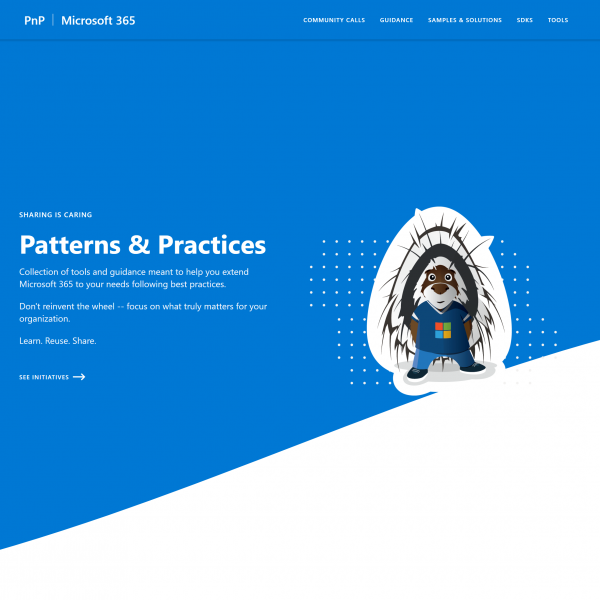 PnP | Microsoft 365
COMMUNITY CALLS
GUIDANCE
SAMPLES & SOLUTIONS
SDKS
TOOLS
SHARING IS CARING
Patterns & Practices
Collection of tools and guidance meant to help you extend
Microsoft 365 to your needs following best practices.
Don't reinvent the wheel -- focus on what truly matters for your
organization.
Learn. Reuse. Share.
SEE INITIATIVES